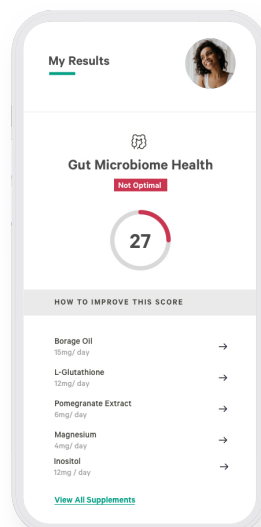 My Results
Gut Microbiome Health
Not Optimal
27
HOW TO IMPROVE THIS SCORE
Borage Oil
15mg/ day
L-Glutathione
12mg/ day
Pomegranate Extract
6mg/ day
Magnesium
4mg/ day
Inositol
12mg / day
View All Supplements